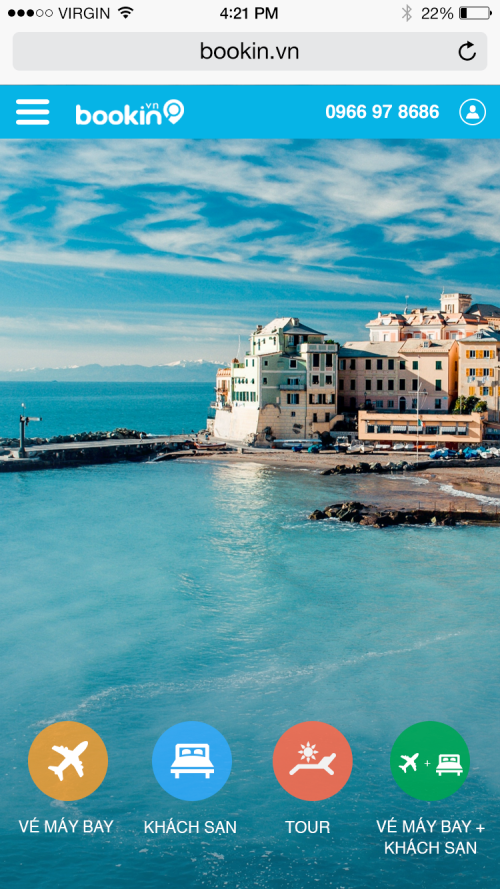 VIRGIN 4:21 PM 22%
bookin.vn
bookin vn 0966 97 8686
VÉ MÁY BAY
KHÁCH SẠN
TOUR
VÉ MÁY BAY +
KHÁCH SẠN